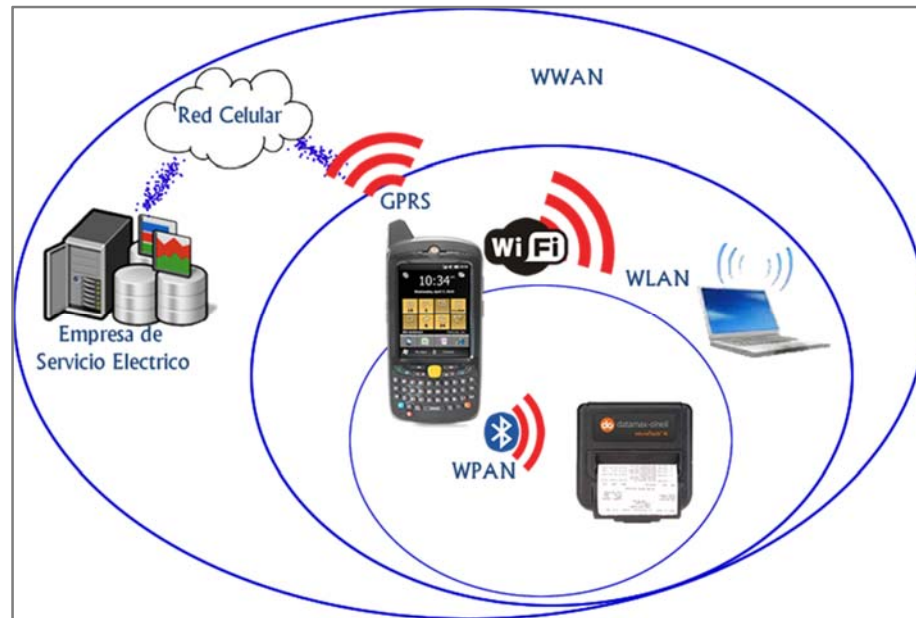 WWAN
Red Celular
GPRS
Wi Fi
WLAN
10:34
Empresa de
Servicio Electrico
datamax·oneil
WPAN